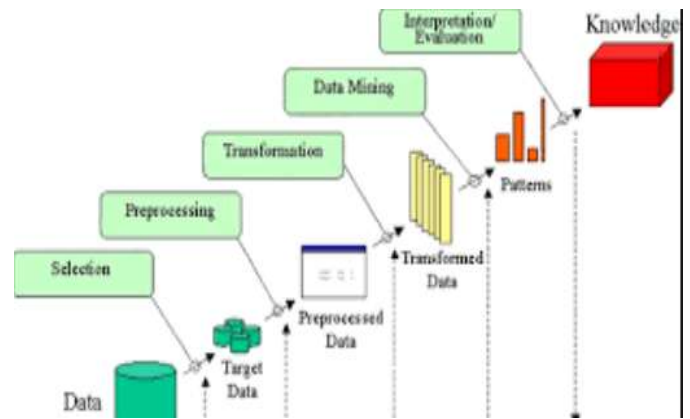 Interpretation/
Evaluation
Knowledge
Data Mining
Transformation
Patterns
Preprocessing
Transformed
Data
Selection
Preprocessed
Data
Target
Data
Data